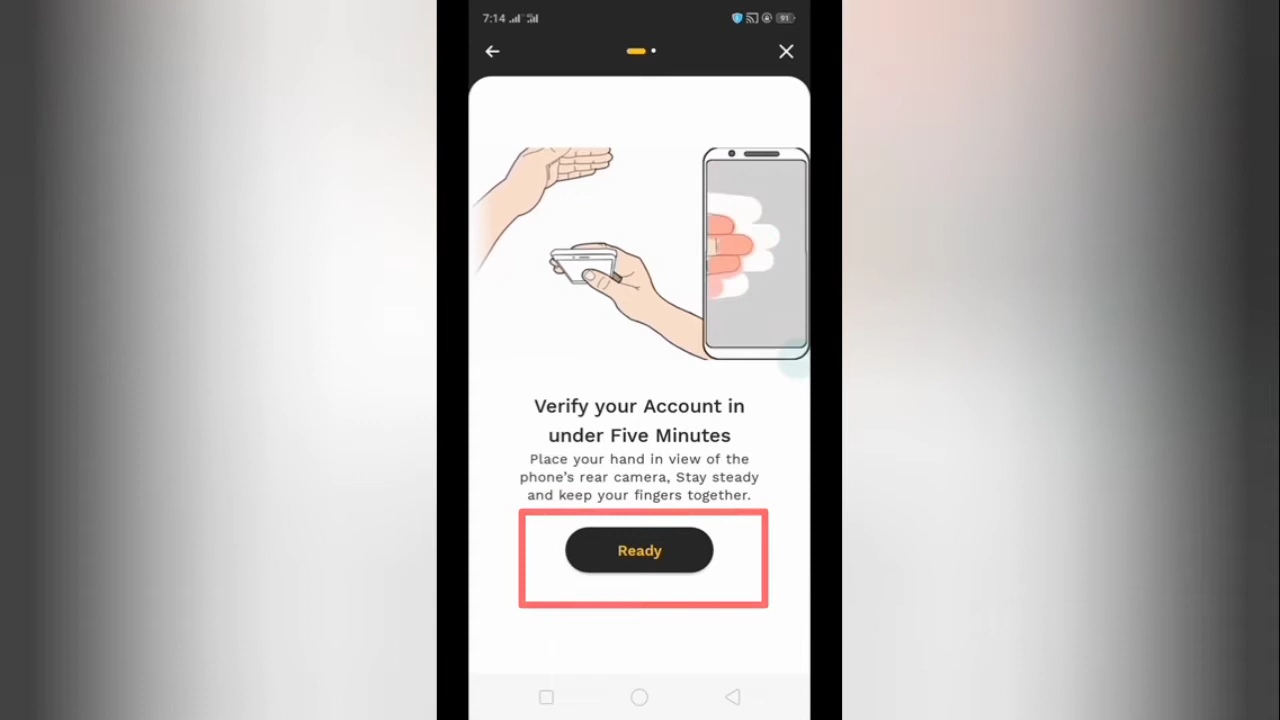 7:14
91
Verify your Account in
under Five Minutes
Place your hand in view of the
phone's rear camera, Stay steady
and keep your fingers together.
Ready